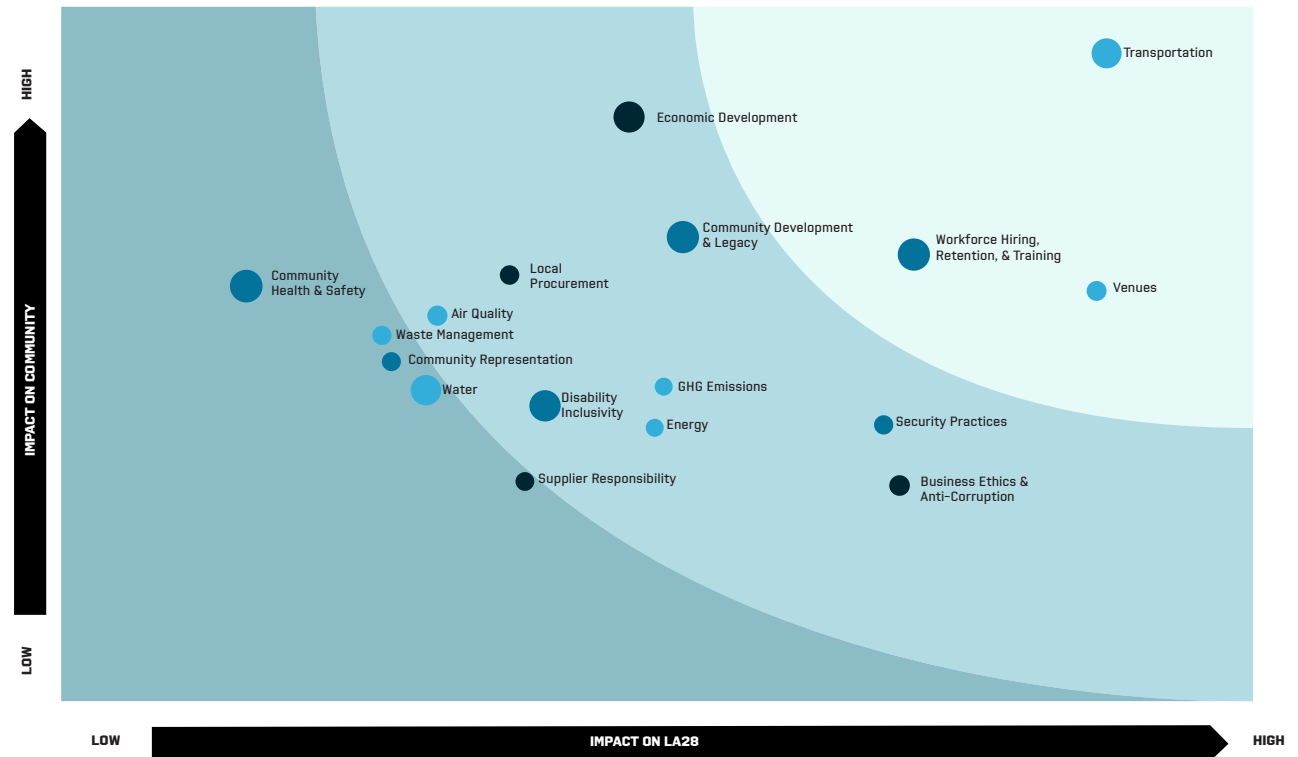 HIGH
IMPACT ON COMMUNITY
LOW
Transportation
Economic Development
Community Development
& Legacy
Workforce Hiring,
Retention, & Training
Venues
Local
Procurement
Community
Health & Safety
Air Quality
Waste Management
Community Representation
Water
Disability
Inclusivity
GHG Emissions
Energy
Security Practices
Supplier Responsibility
Business Ethics &
Anti-Corruption
LOW
IMPACT ON LA28
HIGH